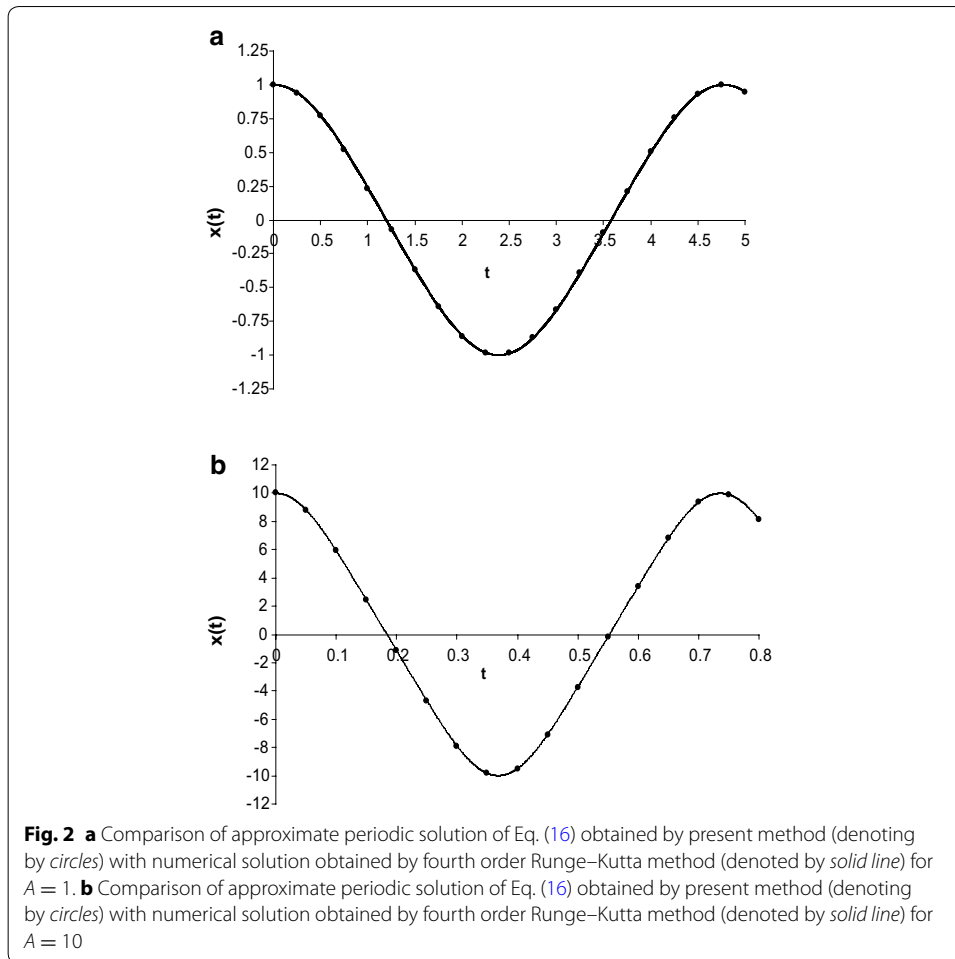 a
1.25
1
0.75
0.5
0.25
0
-0.25
-0.5
-0.75
-1
-1.25
x(t)
0 0.5 1 1.5 2 2.5 3 3.5 4 4.5 5
t
b
12
10
8
6
4
2
0
-2
-4
-6
-8
-10
-12
x(t)
0 0.1 0.2 0.3 0.4 0.5 0.6 0.7 0.8
t
Fig. 2 a Comparison of approximate periodic solution of Eq. (16) obtained by present method (denoting
by circles) with numerical solution obtained by fourth order Runge–Kutta method (denoted by solid line) for
A = 1. b Comparison of approximate periodic solution of Eq. (16) obtained by present method (denoting
by circles) with numerical solution obtained by fourth order Runge–Kutta method (denoted by solid line) for
A = 10